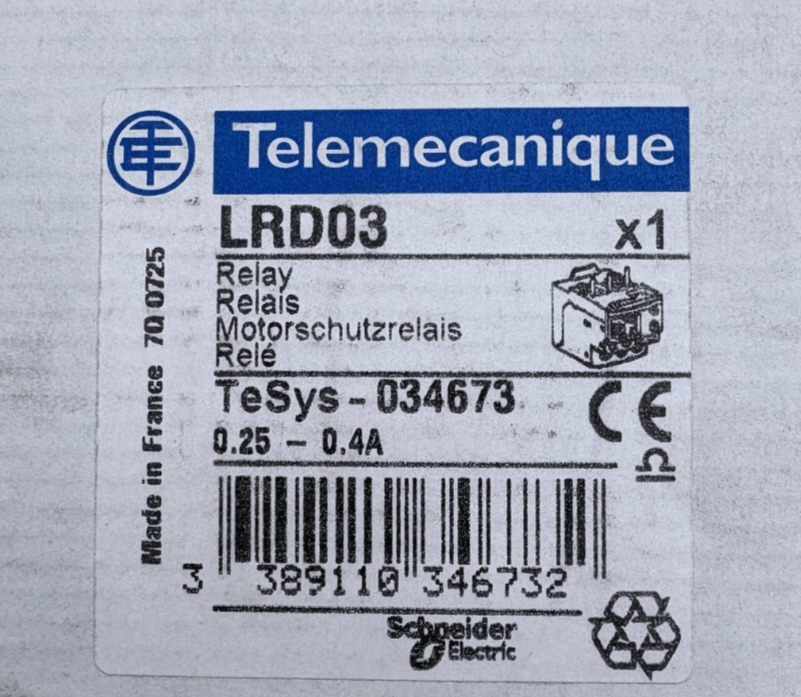 Telemecanique
LRD03 x1
Relay
Relais
Motorschutzrelais
Relé
TeSys - 034673
0.25 - 0.4A
3 389110 346732
Schneider
Electric
Made in France 7Q 0725